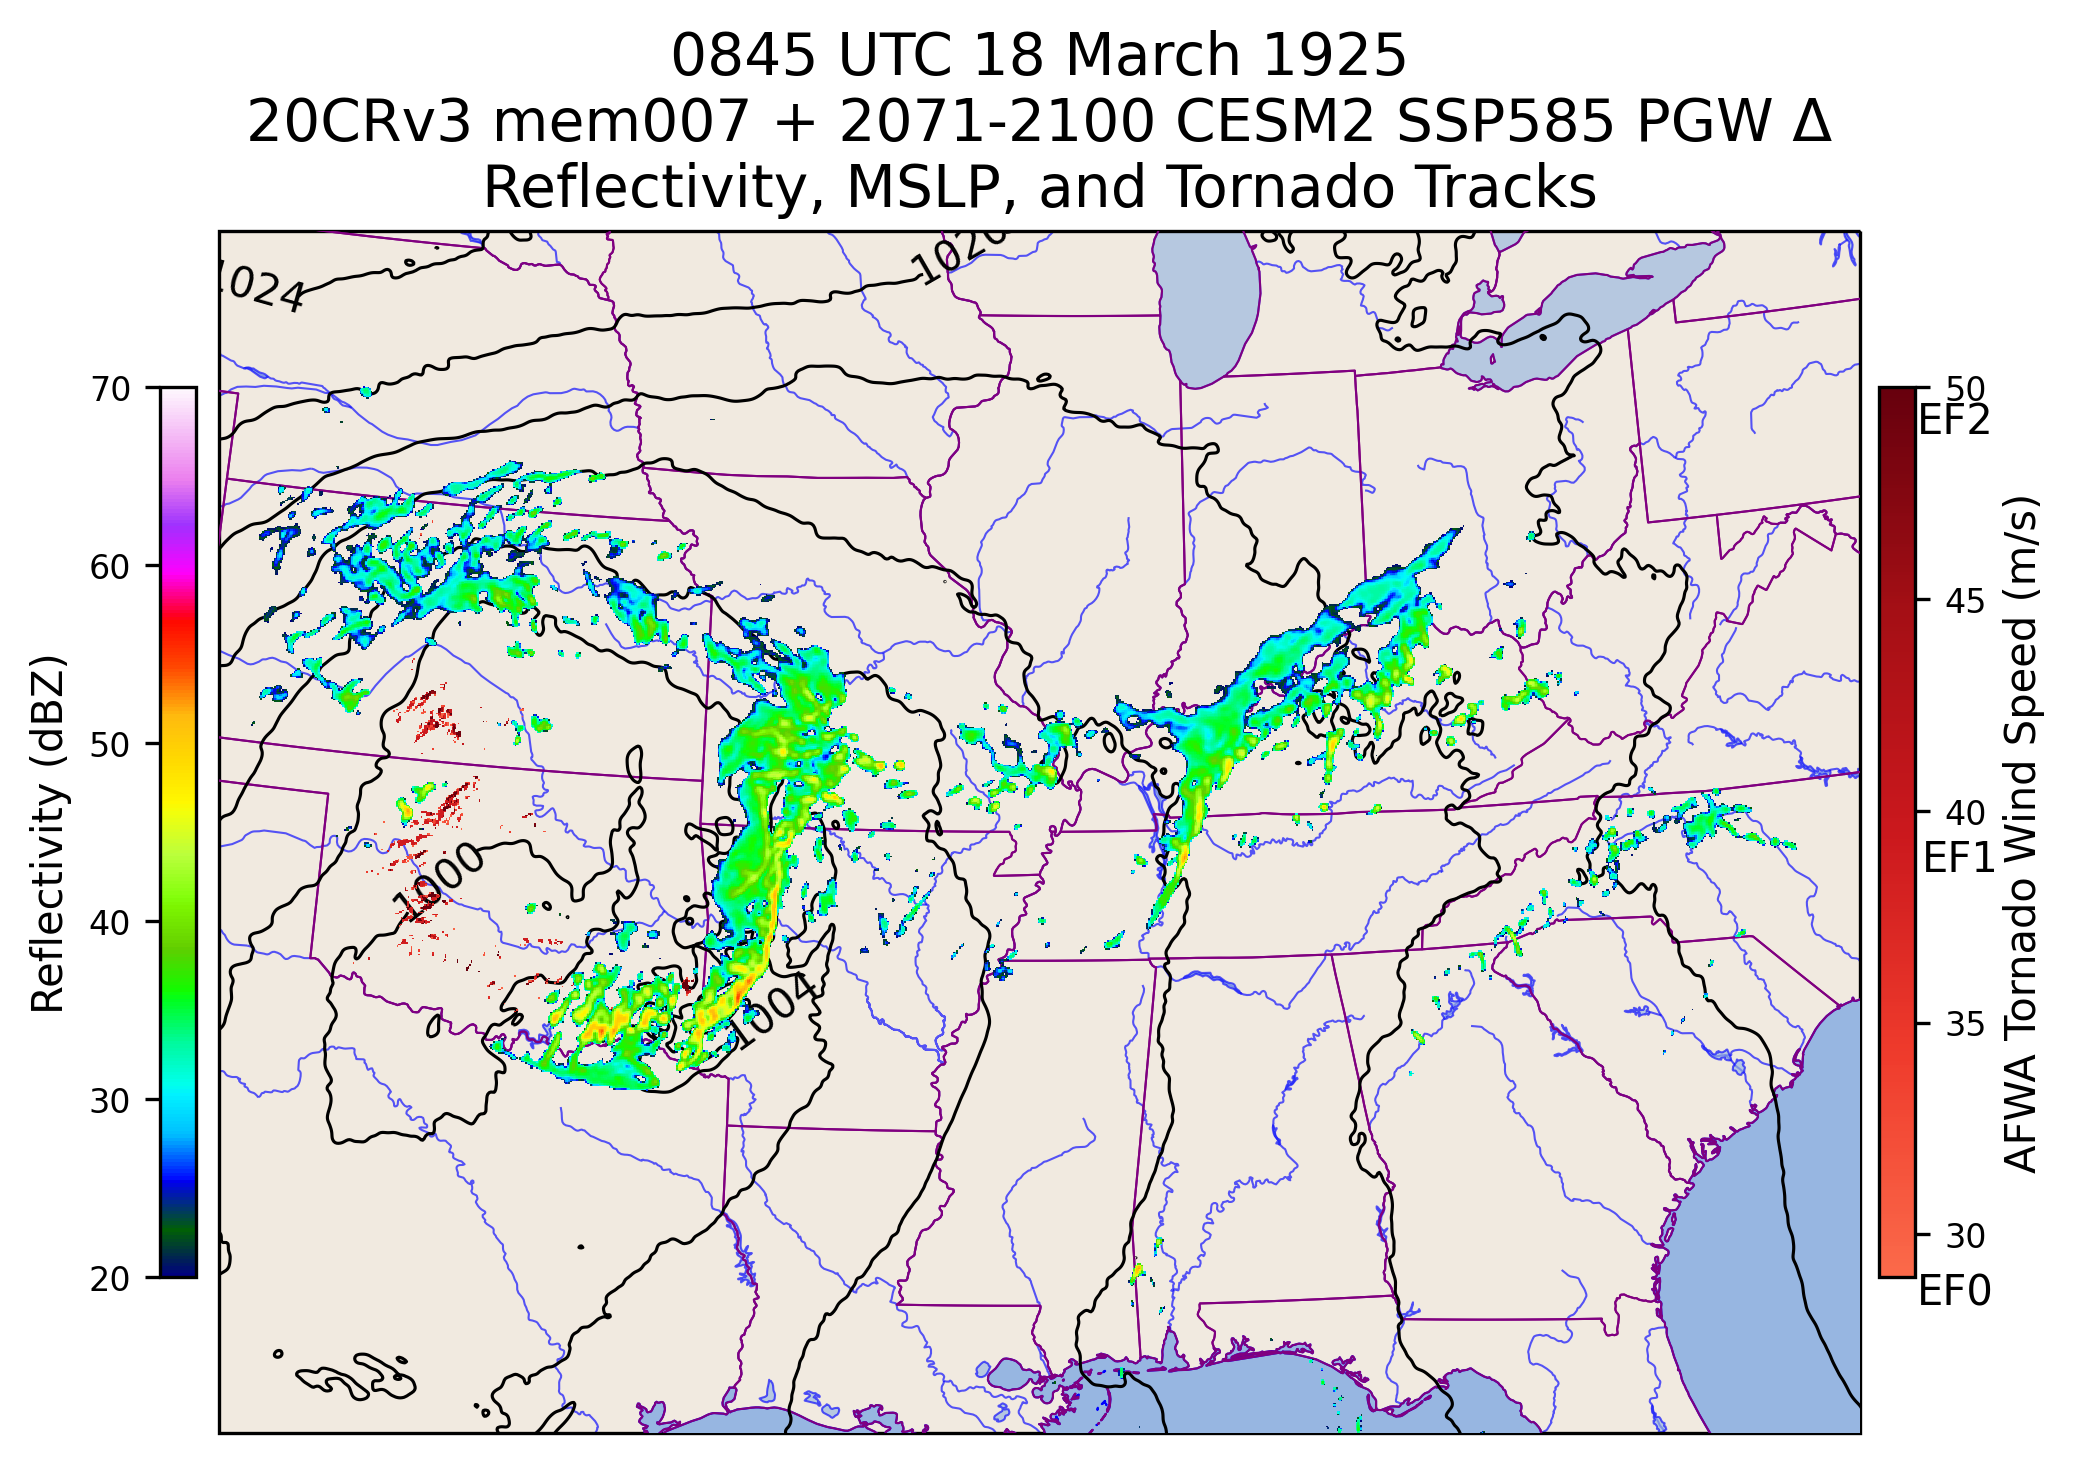 0845 UTC 18 March 1925
20CRv3 mem007 + 2071-2100 CESM2 SSP585 PGW Δ
Reflectivity, MSLP, and Tornado Tracks
1024
1020
1000
1004
70
60
50
40
30
20
Reflectivity (dBZ)
50
EF2
45
40
EF1
35
30
EF0
AFWA Tornado Wind Speed (m/s)